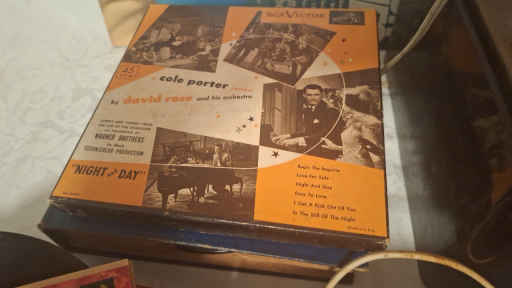 RCA VICTOR
45
cole porter
by david rose and his orchestra
WARNER BROTHERS
TECHNICOLOR PRODUCTION
"NIGHT and DAY"
Begin The Beguine
Love For Sale
Night And Day
Easy To Love
I Get A Kick Out Of You
In The Still Of The Night